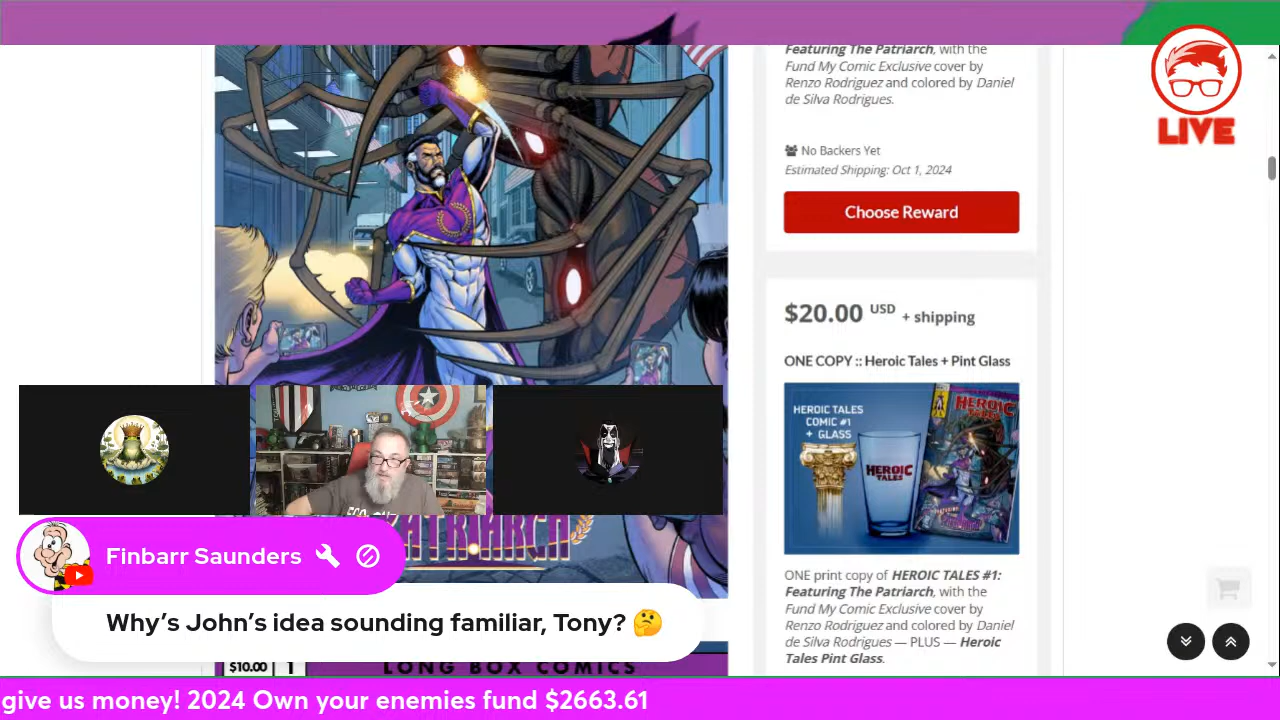 LIVE
Featuring The Patriarch, with the
Fund My Comic Exclusive cover by
Renzo Rodriguez and colored by Daniel
de Silva Rodrigues.
No Backers Yet
Estimated Shipping: Oct 1, 2024
Choose Reward
$20.00 USD + shipping
ONE COPY :: Heroic Tales + Pint Glass
HEROIC TALES
COMIC #1
+ GLASS
HEROIC
TALES
HEROIC
TALES
ONE print copy of HEROIC TALES #1:
Featuring The Patriarch, with the
Fund My Comic Exclusive cover by
Renzo Rodriguez and colored by Daniel
de Silva Rodrigues — PLUS — Heroic
Tales Pint Glass.
PATRIARCH
Finbarr Saunders
Why’s John’s idea sounding familiar, Tony? 🤔
$10.00 1 LONG BOX COMICS
give us money! 2024 Own your enemies fund $2663.61